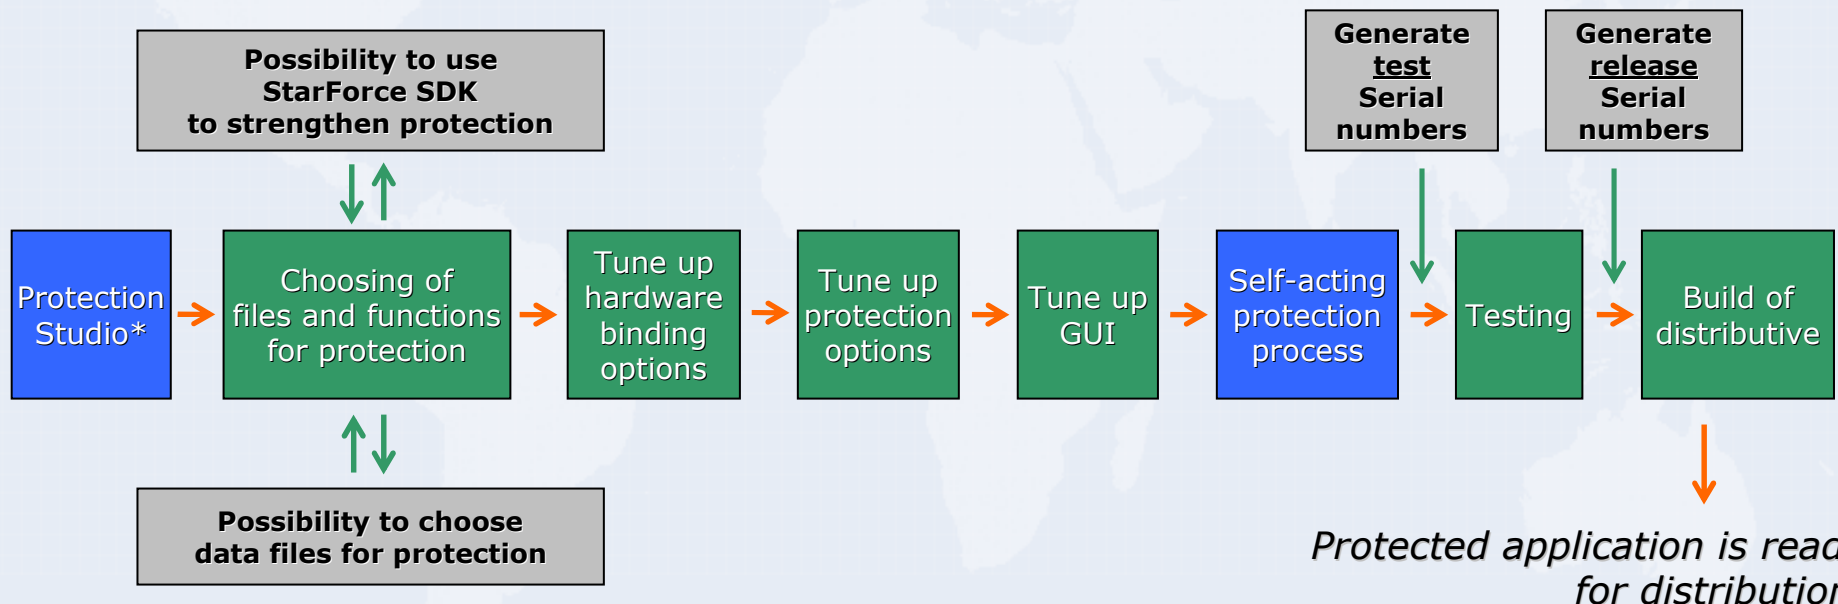 Possibility to use
StarForce SDK
to strengthen protection
Generate
test
Serial
numbers
Generate
release
Serial
numbers
Protection
Studio*
Choosing of
files and functions
for protection
Tune up
hardware
binding
options
Tune up
protection
options
Tune up
GUI
Self-acting
protection
process
Testing
Build of
distributive
Possibility to choose
data files for protection
Protected application is read
for distribution